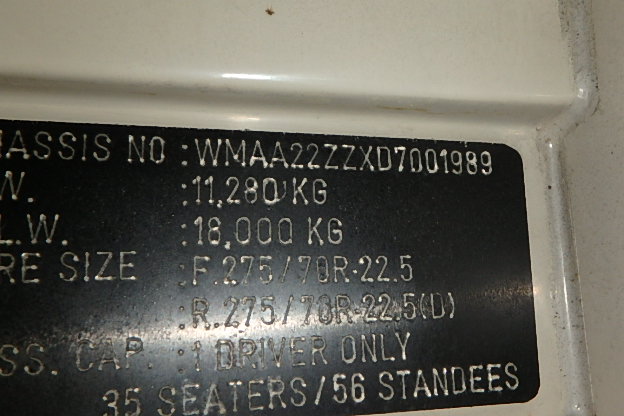 HASSIS NO :WMAA22ZZXD7001989
W. :11,280 KG
L.W. :18,000 KG
RE SIZE :F.275/70R-22.5
:R.275/70R-22.5(D)
SS. CAP. :1 DRIVER ONLY
35 SEATERS/56 STANDEES